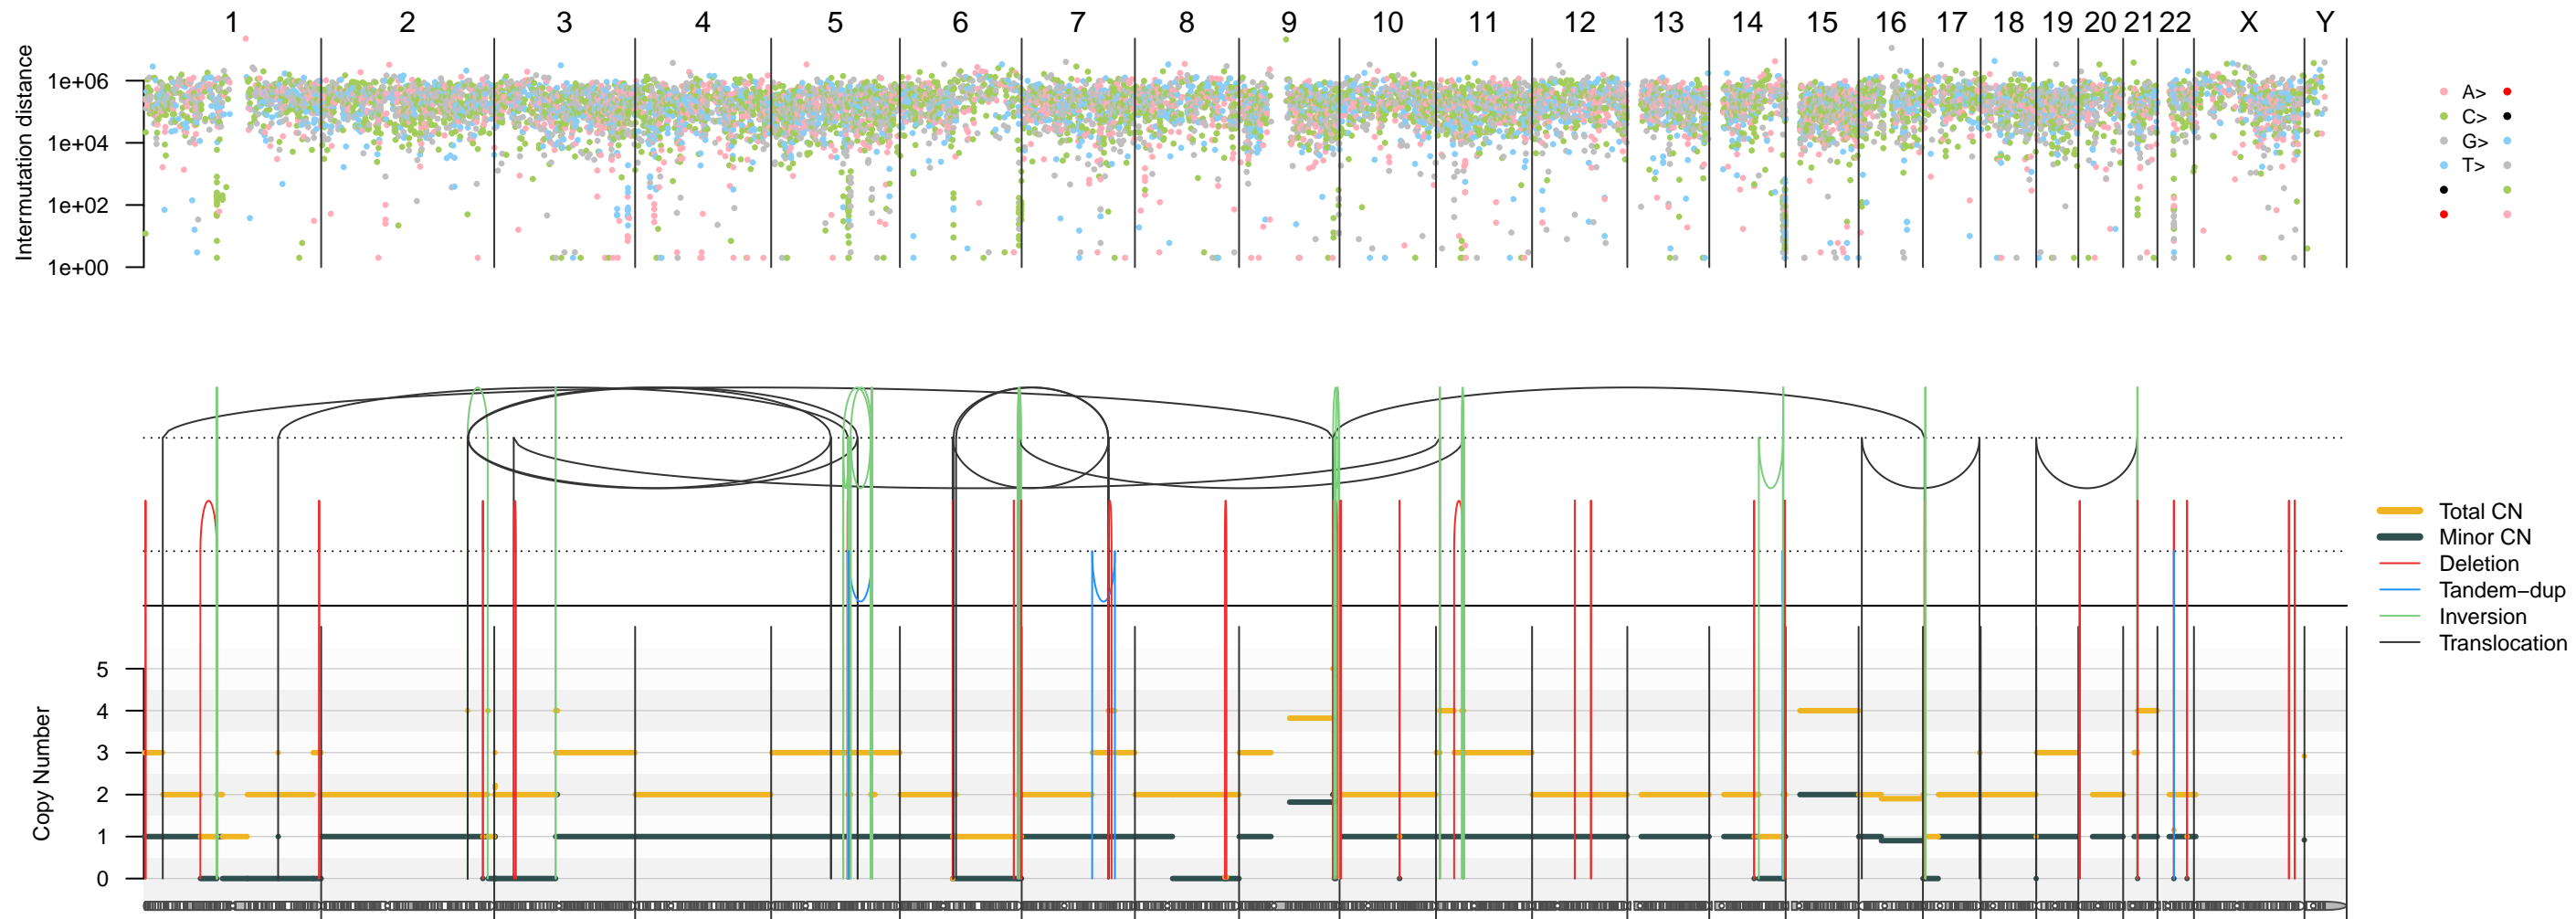 1 2 3 4 5 6 7 8 9 10 11 12 13 14 15 16 17 18 19 20 21 22 X Y
Intermutation distance
1e+06
1e+04
1e+02
1e+00
A>
C>
G>
T>
Total CN
Minor CN
Deletion
Tandem−dup
Inversion
Translocation
Copy Number
5
4
3
2
1
0